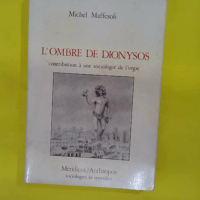 Michel Maffesoli
L'OMBRE DE DIONYSOS
contribution à une sociologie de l'orgie
Méridiens/Anthropos
sociologies au quotidien